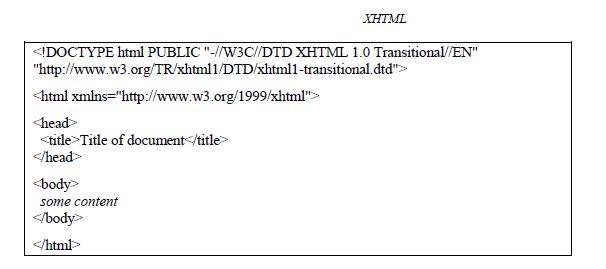 XHTML
<!DOCTYPE html PUBLIC "-//W3C//DTD XHTML 1.0 Transitional//EN"
"http://www.w3.org/TR/xhtml1/DTD/xhtml1-transitional.dtd">
<html xmlns="http://www.w3.org/1999/xhtml">
<head>
<title>Title of document</title>
</head>
<body>
some content
</body>
</html>